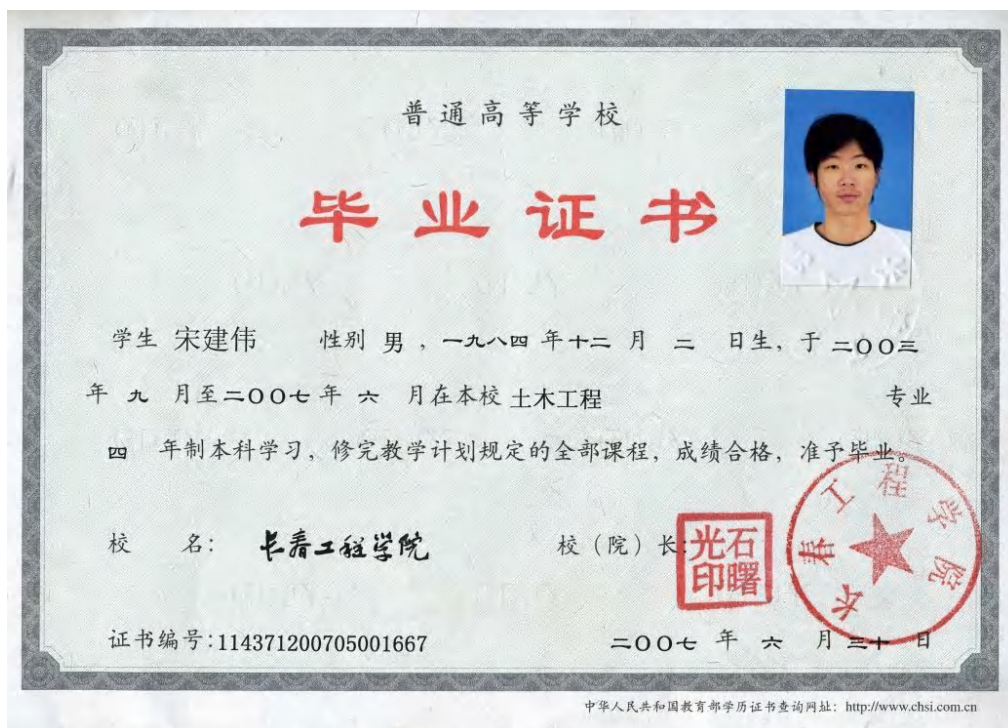 普通高等学校
毕业证书
学生 宋建伟 性别 男 ，一九八四 年 十二 月 二 日生，于 二〇〇三
年 九 月至 二〇〇七 年 六 月在本校 土木工程 专业
四 年制本科学习，修完教学计划规定的全部课程，成绩合格，准予毕业。
校 名： 长春工程学院
校（院）长：
石曙光印
长春工程学院
证书编号：114371200705001667
二〇〇七 年 六 月 三十 日
中华人民共和国教育部学历证书查询网址：http://www.chsi.com.cn